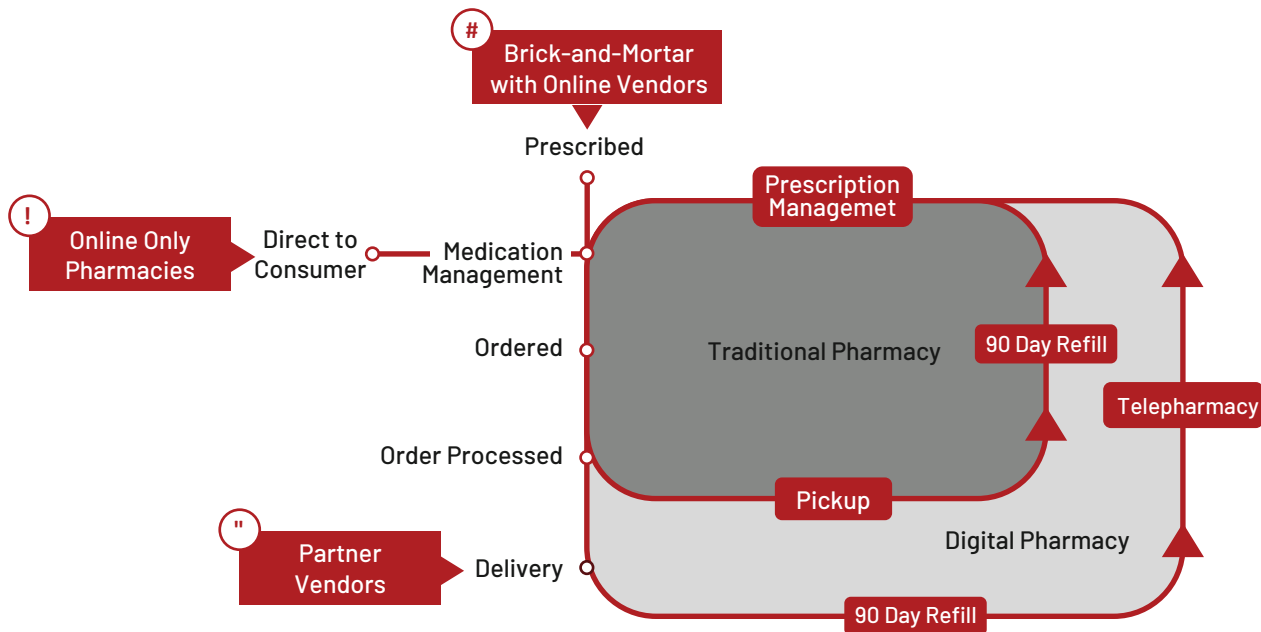 #
Brick-and-Mortar
with Online Vendors
Prescribed
Prescription
Managemet
!
Online Only
Pharmacies
Direct to
Consumer
Medication
Management
Ordered
Traditional Pharmacy
90 Day Refill
Telepharmacy
Order Processed
Pickup
"
Partner
Vendors
Delivery
Digital Pharmacy
90 Day Refill